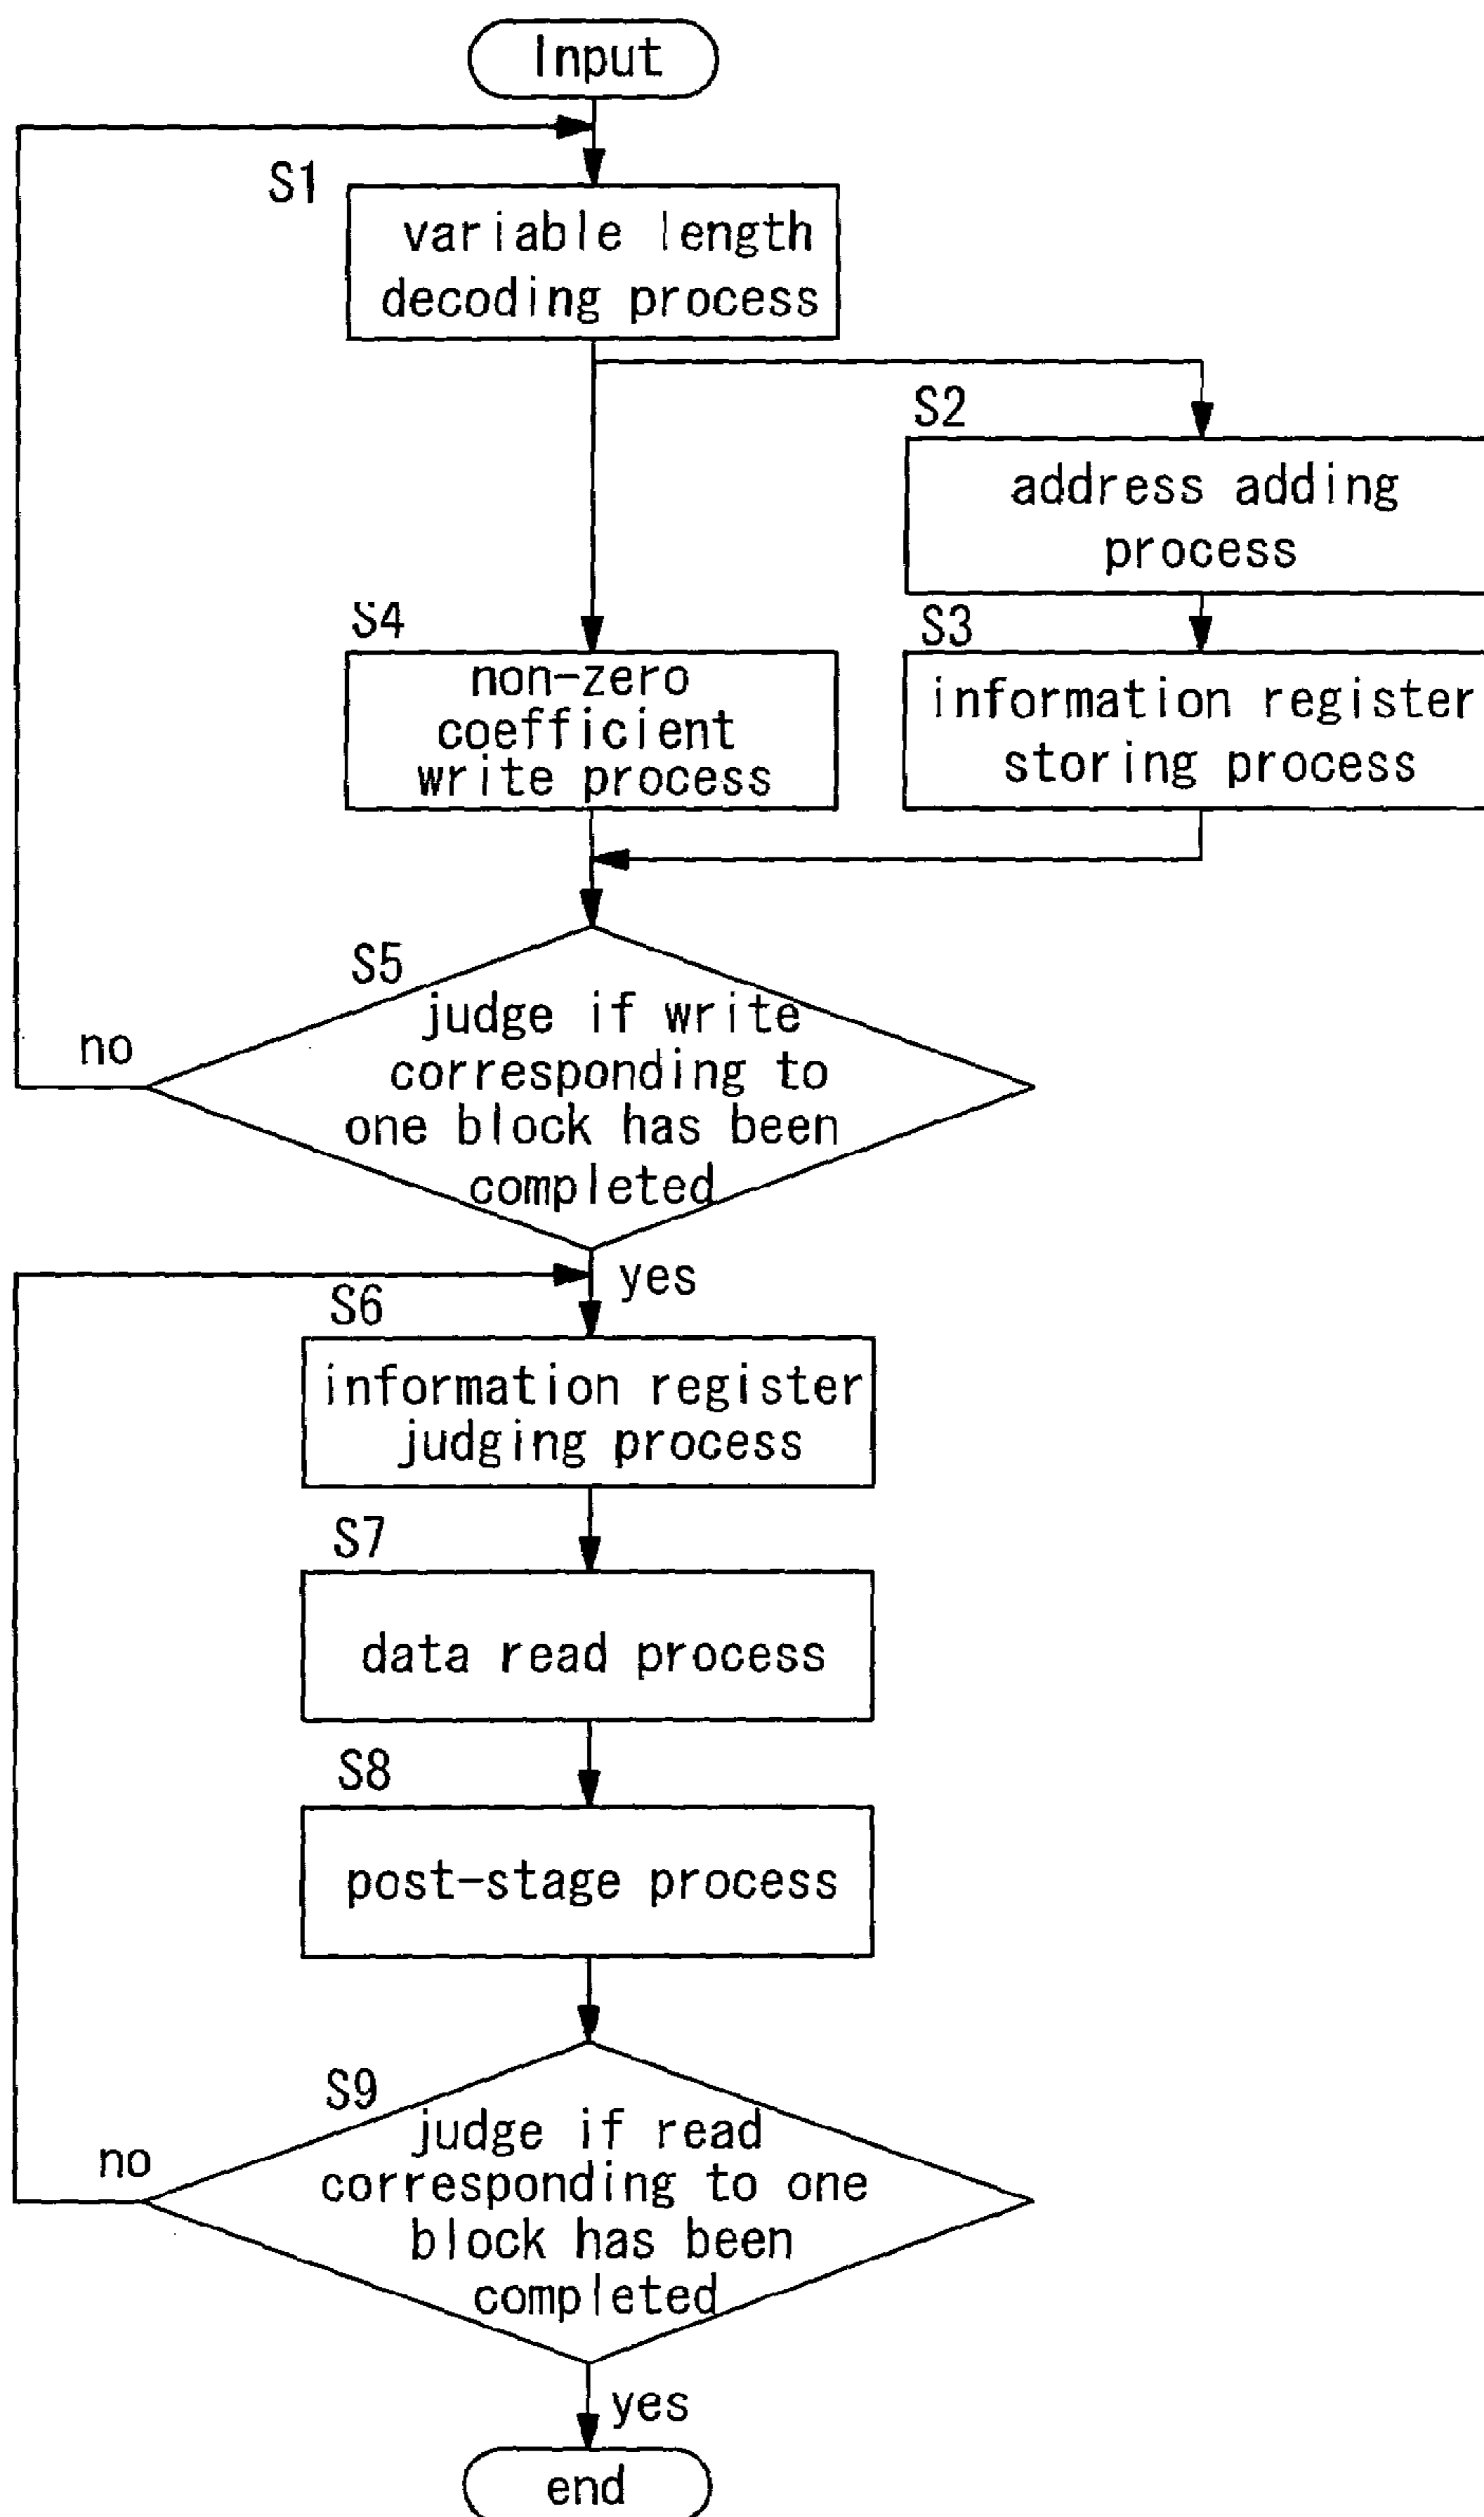 Input
S1
variable length
decoding process
S2
address adding
process
S4
non-zero
coefficient
write process
S3
information register
storing process
S5
judge if write
corresponding to
one block has been
completed
no
yes
S6
information register
judging process
S7
data read process
S8
post-stage process
S9
judge if read
corresponding to one
block has been
completed
no
yes
end